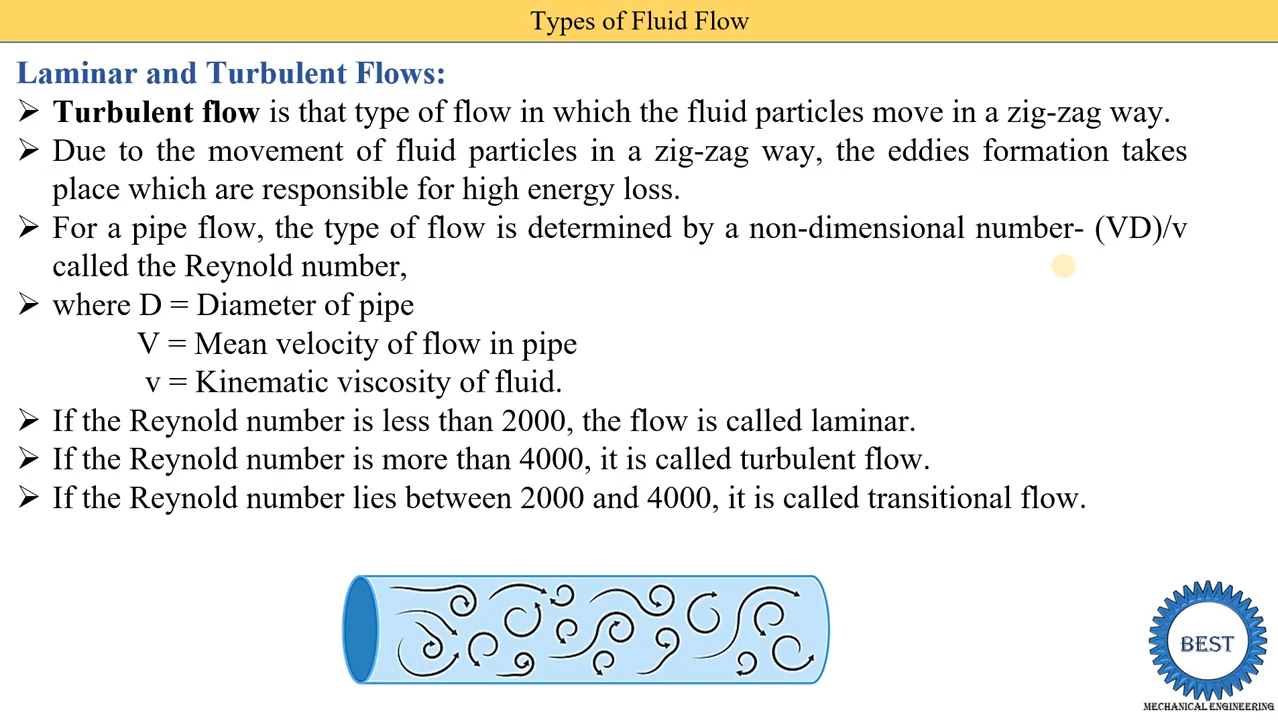 Types of Fluid Flow
Laminar and Turbulent Flows:
➢ Turbulent flow is that type of flow in which the fluid particles move in a zig-zag way.
➢ Due to the movement of fluid particles in a zig-zag way, the eddies formation takes
place which are responsible for high energy loss.
➢ For a pipe flow, the type of flow is determined by a non-dimensional number- (VD)/v
called the Reynold number,
➢ where D = Diameter of pipe
V = Mean velocity of flow in pipe
v = Kinematic viscosity of fluid.
➢ If the Reynold number is less than 2000, the flow is called laminar.
➢ If the Reynold number is more than 4000, it is called turbulent flow.
➢ If the Reynold number lies between 2000 and 4000, it is called transitional flow.
BEST
MECHANICAL ENGINEERING